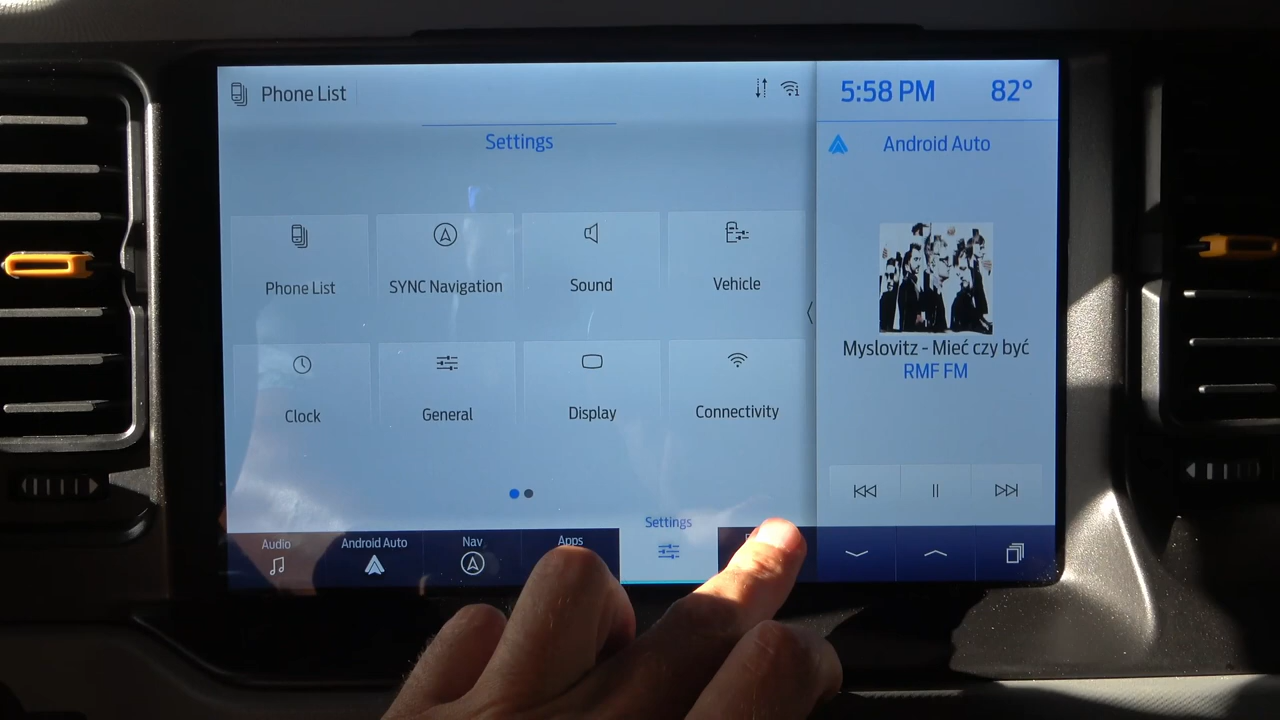 Phone List
5:58 PM
82°
Settings
Android Auto
Phone List
SYNC Navigation
Sound
Vehicle
Myslovitz - Mieć czy być
RMF FM
Clock
General
Display
Connectivity
Settings
Audio
Android Auto
Nav
Apps